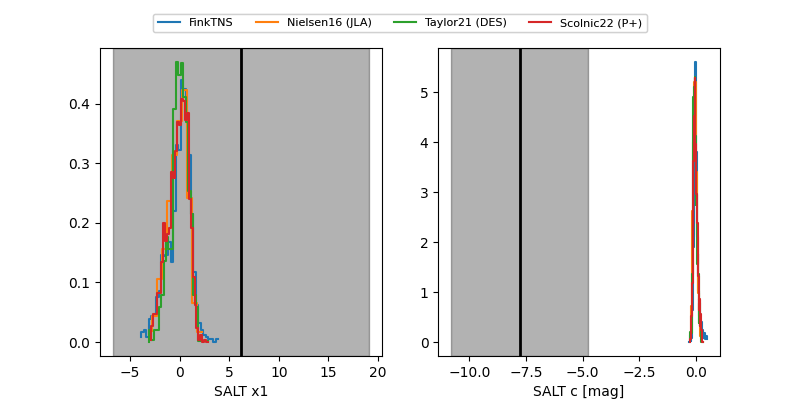 FinkTNS Nielsen16 (JLA) Taylor21 (DES) Scolnic22 (P+)
0.4
0.3
0.2
0.1
0.0
−5 0 5 10 15 20
SALT x1
5
4
3
2
1
0
−10.0 −7.5 −5.0 −2.5 0.0
SALT c [mag]